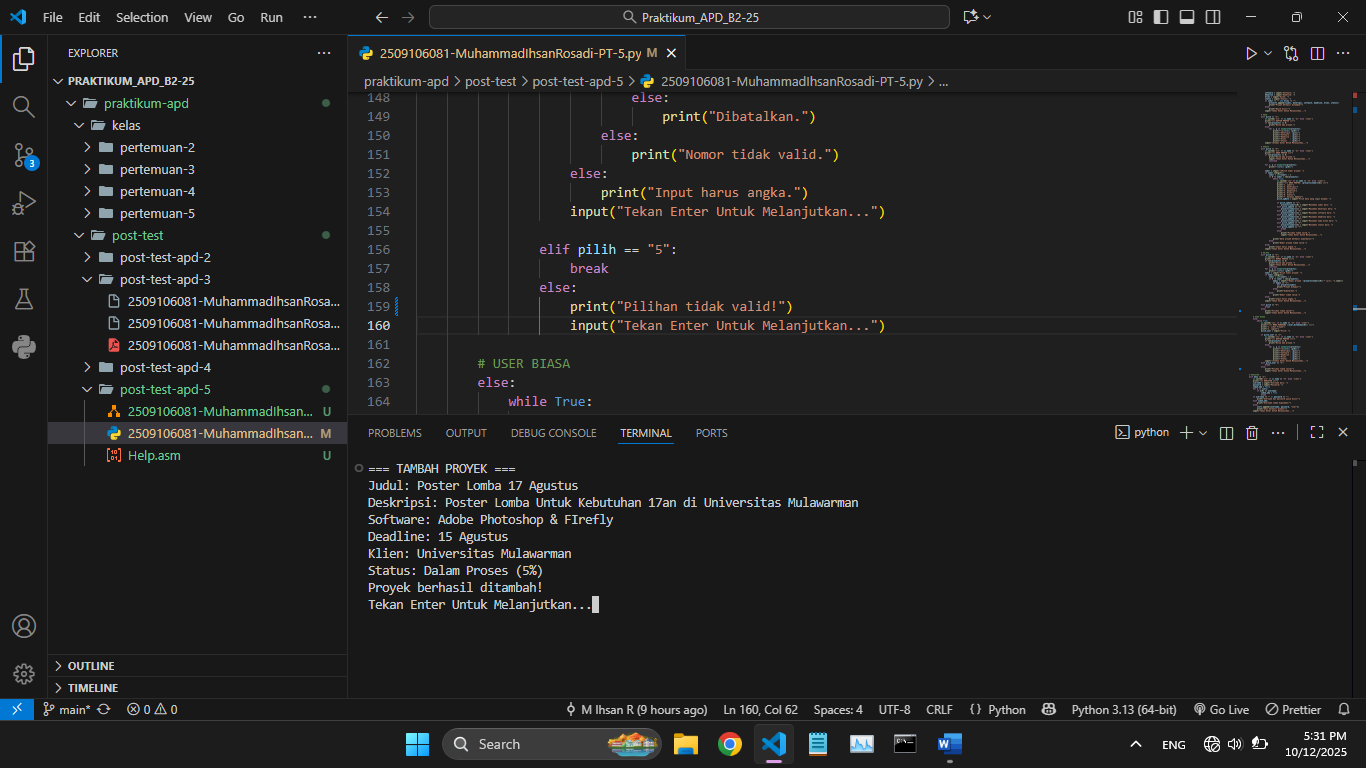 File Edit Selection View Go Run ···
Praktikum_APD_B2-25
EXPLORER ···
PRAKTIKUM_APD_B2-25
praktikum-apd
kelas
pertemuan-2
pertemuan-3
pertemuan-4
pertemuan-5
post-test
post-test-apd-2
post-test-apd-3
2509106081-MuhammadIhsanRosa...
2509106081-MuhammadIhsanRosa...
2509106081-MuhammadIhsanRosa...
post-test-apd-4
post-test-apd-5
2509106081-MuhammadIhsan... U
2509106081-MuhammadIhsan... M
Help.asm U
OUTLINE
TIMELINE
3
2509106081-MuhammadIhsanRosadi-PT-5.py M
praktikum-apd > post-test > post-test-apd-5 > 2509106081-MuhammadIhsanRosadi-PT-5.py > ...
148 else:
149 print("Dibatalkan.")
150 else:
151 print("Nomor tidak valid.")
152 else:
153 print("Input harus angka.")
154 input("Tekan Enter Untuk Melanjutkan...")
155
156 elif pilih == "5":
157 break
158 else:
159 print("Pilihan tidak valid!")
160 input("Tekan Enter Untuk Melanjutkan...")
161
162 # USER BIASA
163 else:
164 while True:
PROBLEMS OUTPUT DEBUG CONSOLE TERMINAL PORTS python
=== TAMBAH PROYEK ===
Judul: Poster Lomba 17 Agustus
Deskripsi: Poster Lomba Untuk Kebutuhan 17an di Universitas Mulawarman
Software: Adobe Photoshop & FIrefly
Deadline: 15 Agustus
Klien: Universitas Mulawarman
Status: Dalam Proses (5%)
Proyek berhasil ditambah!
Tekan Enter Untuk Melanjutkan...
main* 0 0 M Ihsan R (9 hours ago) Ln 160, Col 62 Spaces: 4 UTF-8 CRLF {} Python Python 3.13 (64-bit) Go Live Prettier
Search ENG 5:31 PM
10/12/2025